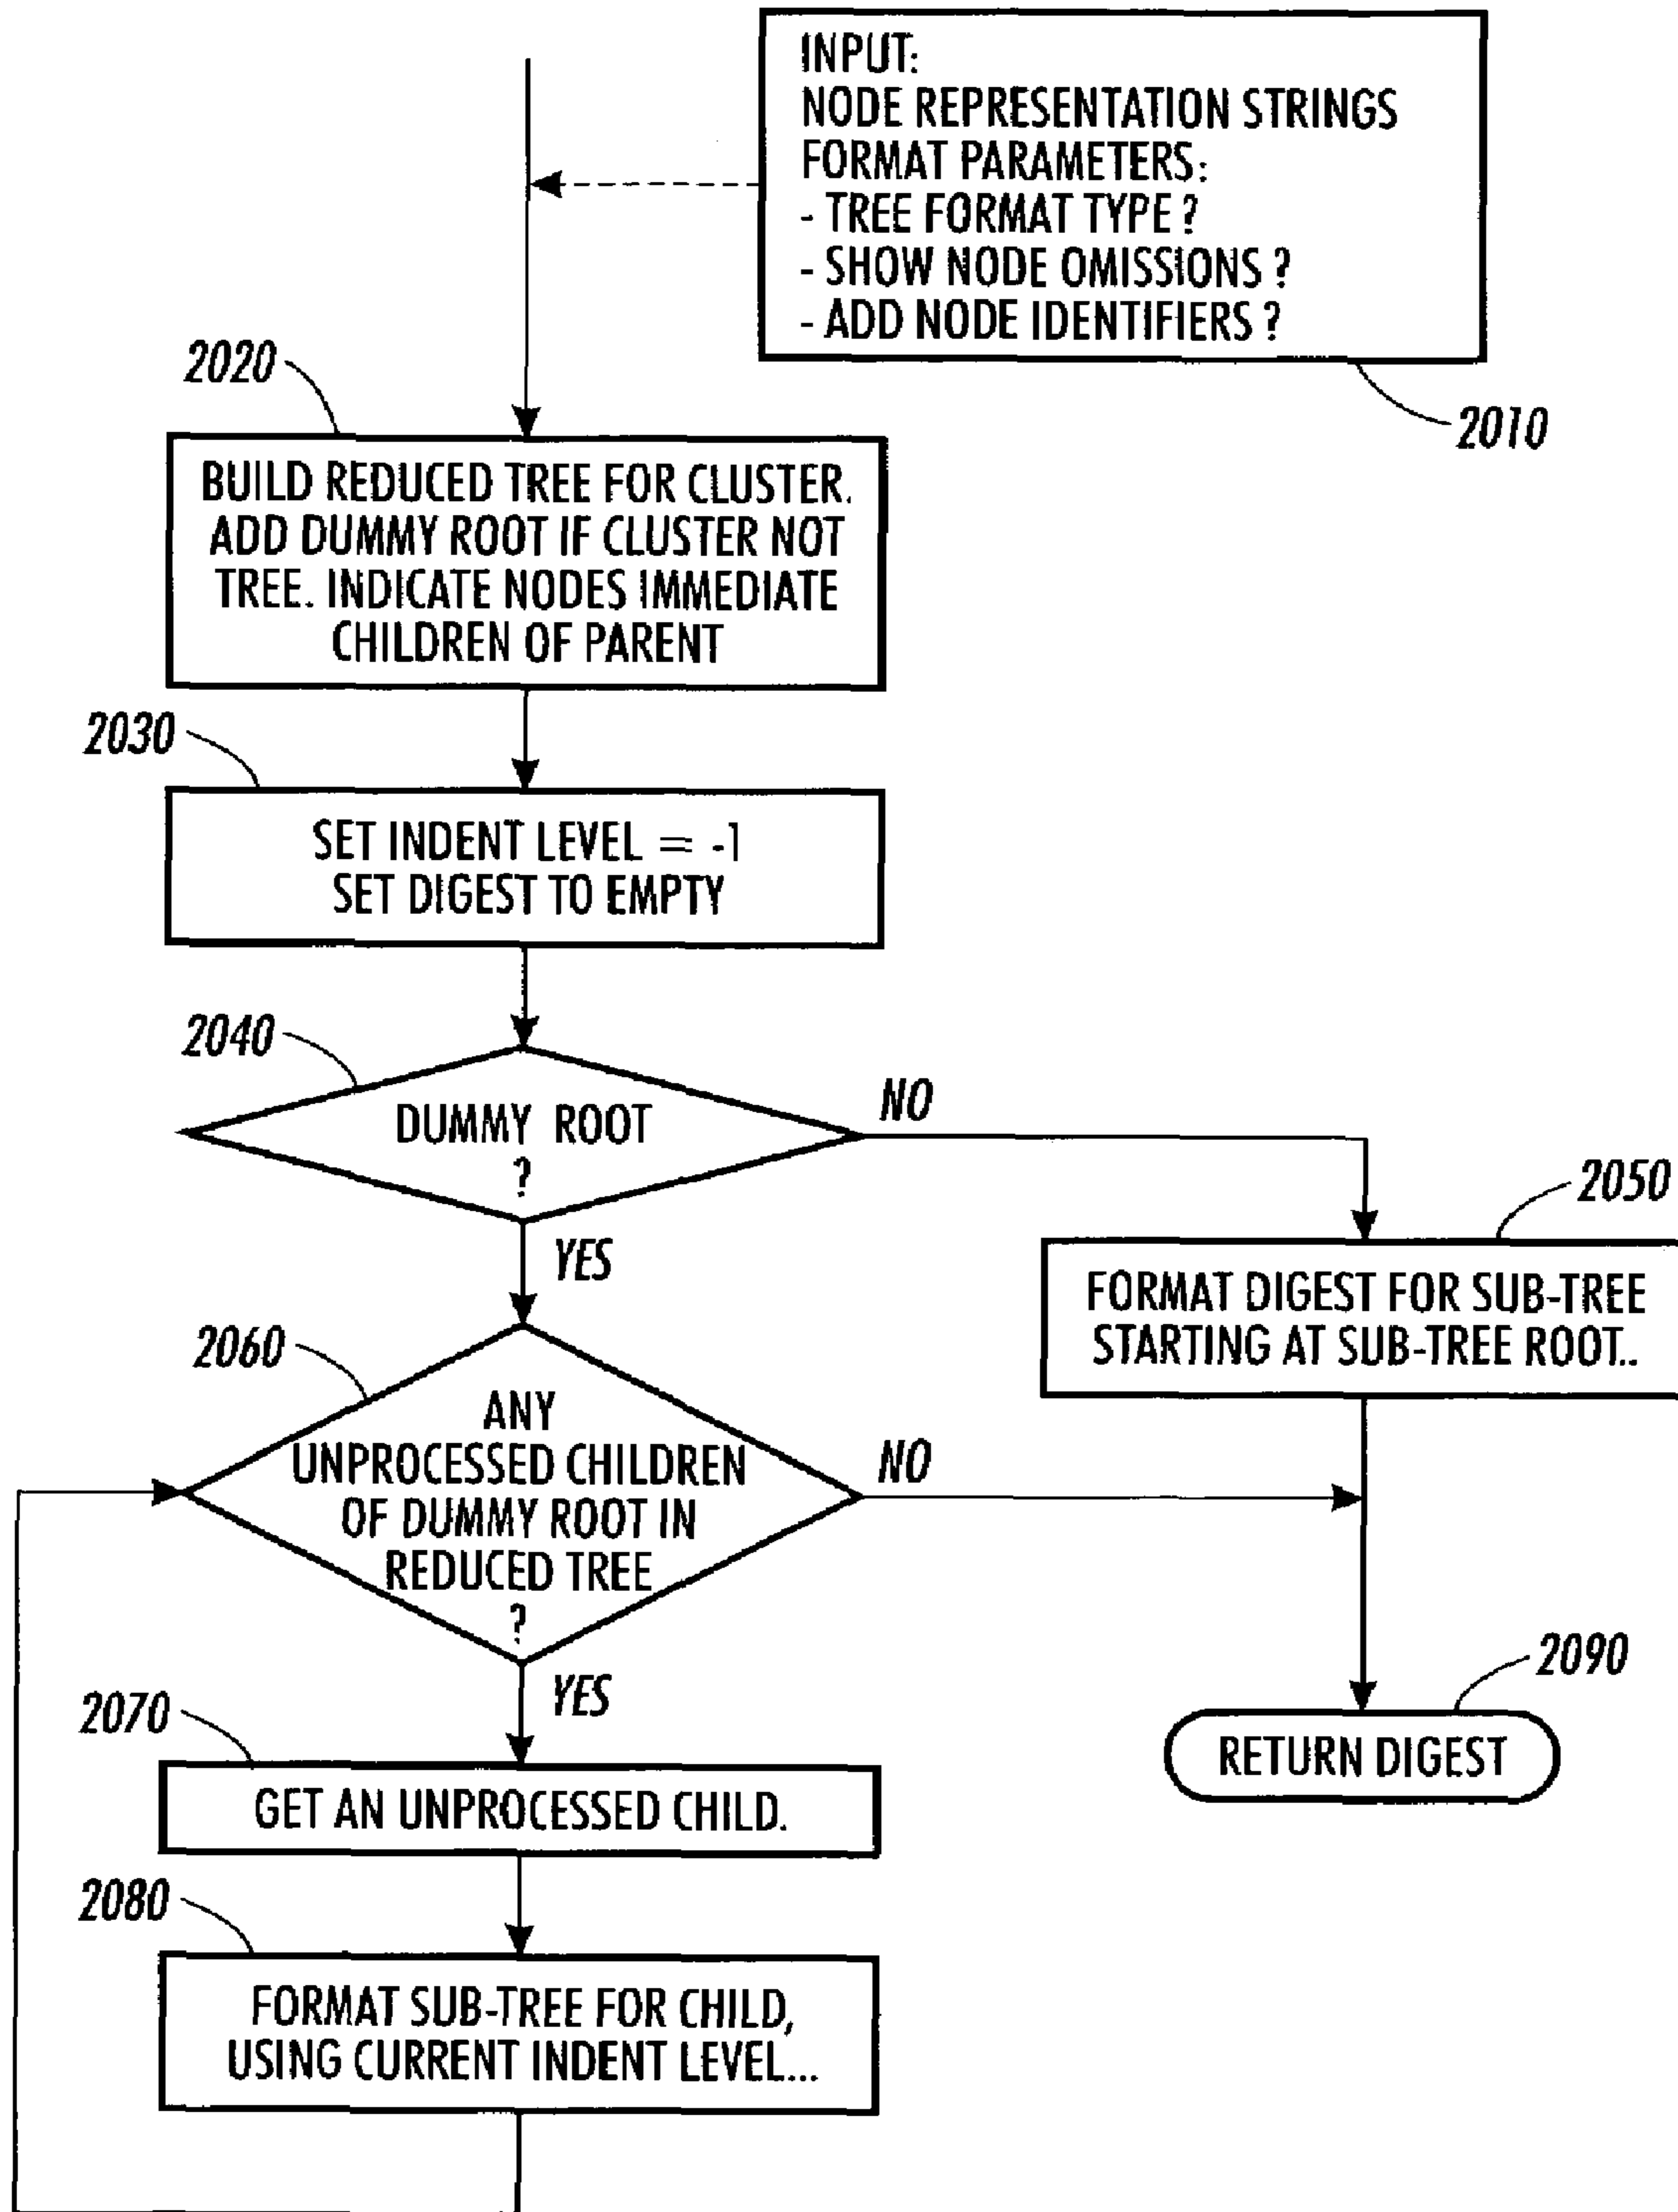 INPUT:
NODE REPRESENTATION STRINGS
FORMAT PARAMETERS:
- TREE FORMAT TYPE ?
- SHOW NODE OMISSIONS ?
- ADD NODE IDENTIFIERS ?
2010
2020
BUILD REDUCED TREE FOR CLUSTER.
ADD DUMMY ROOT IF CLUSTER NOT
TREE. INDICATE NODES IMMEDIATE
CHILDREN OF PARENT
2030
SET INDENT LEVEL = -1
SET DIGEST TO EMPTY
2040
DUMMY ROOT
?
NO
YES
2050
FORMAT DIGEST FOR SUB-TREE
STARTING AT SUB-TREE ROOT..
2060
ANY
UNPROCESSED CHILDREN
OF DUMMY ROOT IN
REDUCED TREE
?
NO
YES
2070
GET AN UNPROCESSED CHILD.
2080
FORMAT SUB-TREE FOR CHILD,
USING CURRENT INDENT LEVEL...
2090
RETURN DIGEST